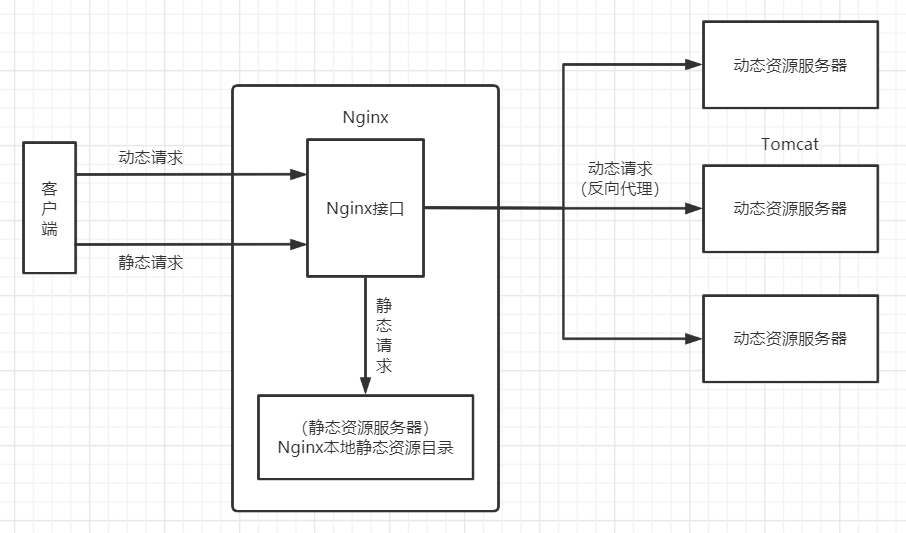 客
户
端
动态请求
静态请求
Nginx
Nginx接口
静
态
请
求
（静态资源服务器）
Nginx本地静态资源目录
动态请求
（反向代理）
动态资源服务器
Tomcat
动态资源服务器
动态资源服务器